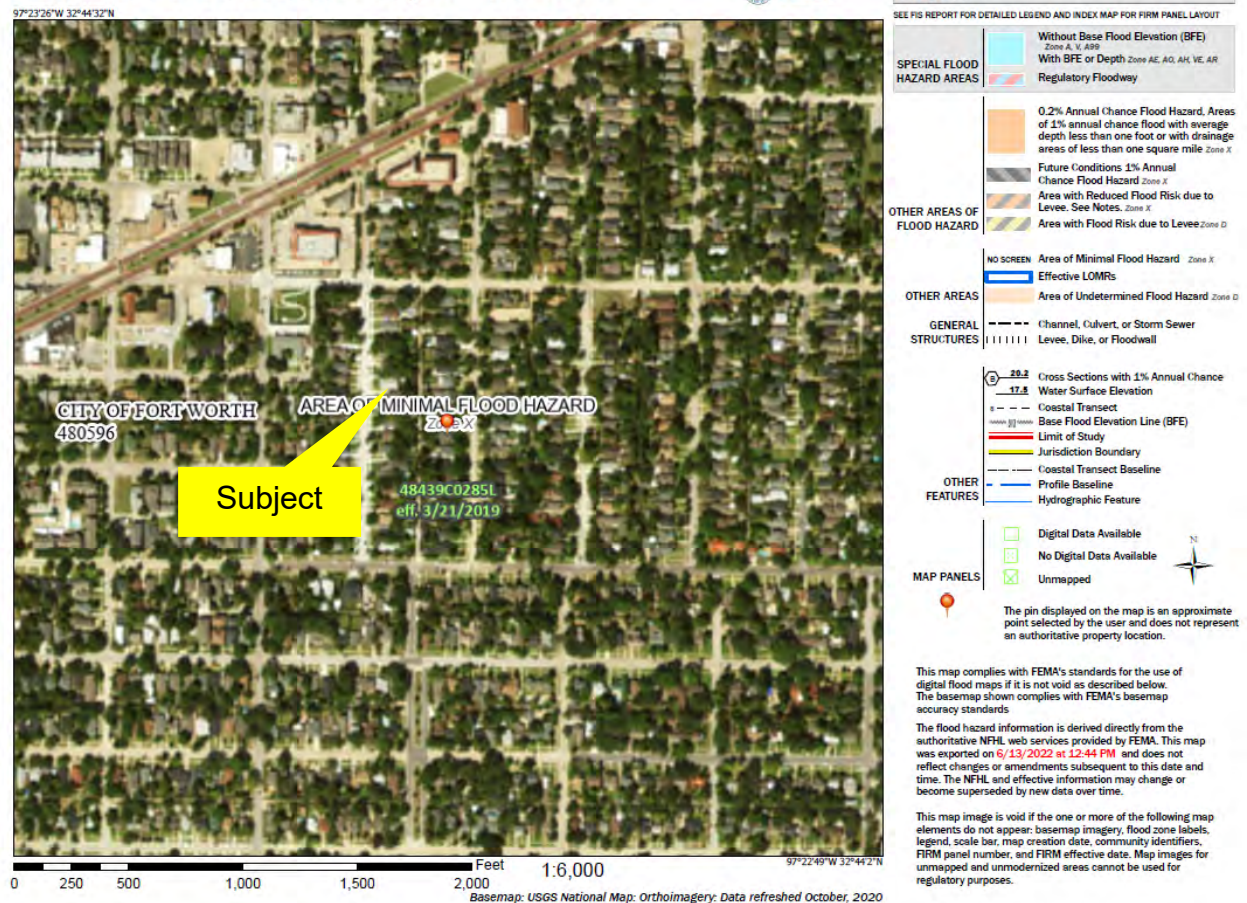 97°23'26"W 32°44'32"N
CITY OF FORT WORTH
480596
AREA OF MINIMAL FLOOD HAZARD
Zone X
Subject
48439C0285L
eff. 3/21/2019
Feet
1:6,000
97°22'49"W 32°44'2"N
0 250 500 1,000 1,500 2,000
Basemap: USGS National Map: Orthoimagery: Data refreshed October, 2020
SEE FIS REPORT FOR DETAILED LEGEND AND INDEX MAP FOR FIRM PANEL LAYOUT
SPECIAL FLOOD
HAZARD AREAS
Without Base Flood Elevation (BFE)
Zone A, V, A99
With BFE or Depth Zone AE, AO, AH, VE, AR
Regulatory Floodway
OTHER AREAS OF
FLOOD HAZARD
0.2% Annual Chance Flood Hazard, Areas
of 1% annual chance flood with average
depth less than one foot or with drainage
areas of less than one square mile Zone X
Future Conditions 1% Annual
Chance Flood Hazard Zone X
Area with Reduced Flood Risk due to
Levee. See Notes. Zone X
Area with Flood Risk due to Levee Zone D
OTHER AREAS
NO SCREEN Area of Minimal Flood Hazard Zone X
Effective LOMRs
Area of Undetermined Flood Hazard Zone D
GENERAL
STRUCTURES
Channel, Culvert, or Storm Sewer
Levee, Dike, or Floodwall
OTHER
FEATURES
B 20.2 Cross Sections with 1% Annual Chance
17.5 Water Surface Elevation
8 Coastal Transect
Base Flood Elevation Line (BFE)
Limit of Study
Jurisdiction Boundary
Coastal Transect Baseline
Profile Baseline
Hydrographic Feature
MAP PANELS
Digital Data Available
No Digital Data Available
Unmapped
N
The pin displayed on the map is an approximate
point selected by the user and does not represent
an authoritative property location.
This map complies with FEMA's standards for the use of
digital flood maps if it is not void as described below.
The basemap shown complies with FEMA's basemap
accuracy standards
The flood hazard information is derived directly from the
authoritative NFHL web services provided by FEMA. This map
was exported on 6/13/2022 at 12:44 PM and does not
reflect changes or amendments subsequent to this date and
time. The NFHL and effective information may change or
become superseded by new data over time.
This map image is void if the one or more of the following map
elements do not appear: basemap imagery, flood zone labels,
legend, scale bar, map creation date, community identifiers,
FIRM panel number, and FIRM effective date. Map images for
unmapped and unmodernized areas cannot be used for
regulatory purposes.